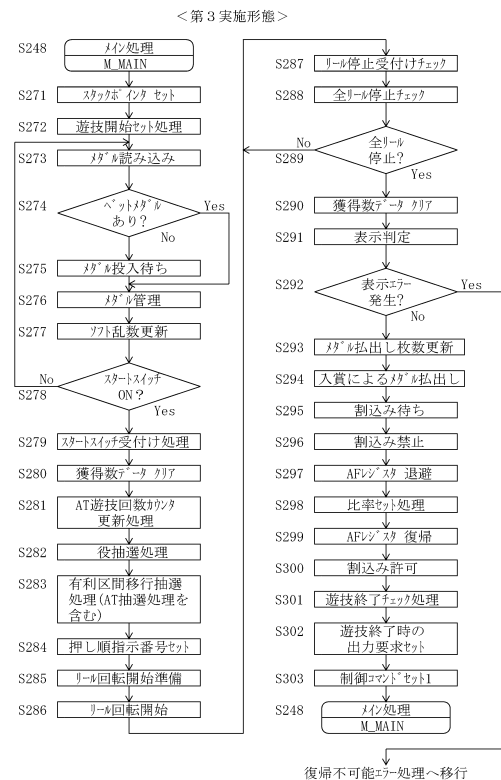 ＜第３実施形態＞
S248
ﾒｲﾝ処理
M_MAIN
S271
ｽﾀｯｸﾎﾟｲﾝﾀ ｾｯﾄ
S272
遊技開始ｾｯﾄ処理
S273
ﾒﾀﾞﾙ読み込み
S274
ﾍﾞｯﾄﾒﾀﾞﾙ
あり？
Yes
No
S275
ﾒﾀﾞﾙ投入待ち
S276
ﾒﾀﾞﾙ管理
S277
ｿﾌﾄ乱数更新
No
S278
ｽﾀｰﾄｽｲｯﾁ
ON？
Yes
S279
ｽﾀｰﾄｽｲｯﾁ受付け処理
S280
獲得数ﾃﾞｰﾀ ｸﾘｱ
S281
AT遊技回数ｶｳﾝﾀ
更新処理
S282
役抽選処理
S283
有利区間移行抽選
処理(AT抽選処理を
含む)
S284
押し順指示番号ｾｯﾄ
S285
ﾘｰﾙ回転開始準備
S286
ﾘｰﾙ回転開始
S287
ﾘｰﾙ停止受付けﾁｪｯｸ
S288
全ﾘｰﾙ停止ﾁｪｯｸ
No
S289
全ﾘｰﾙ
停止？
Yes
S290
獲得数ﾃﾞｰﾀ ｸﾘｱ
S291
表示判定
S292
表示ｴﾗｰ
発生？
Yes
No
S293
ﾒﾀﾞﾙ払出し枚数更新
S294
入賞によるﾒﾀﾞﾙ払出し
S295
割込み待ち
S296
割込み禁止
S297
AFﾚｼﾞｽﾀ 退避
S298
比率ｾｯﾄ処理
S299
AFﾚｼﾞｽﾀ 復帰
S300
割込み許可
S301
遊技終了ﾁｪｯｸ処理
S302
遊技終了時の
出力要求ｾｯﾄ
S303
制御ｺﾏﾝﾄﾞｾｯﾄ1
S248
ﾒｲﾝ処理
M_MAIN
復帰不可能ｴﾗｰ処理へ移行